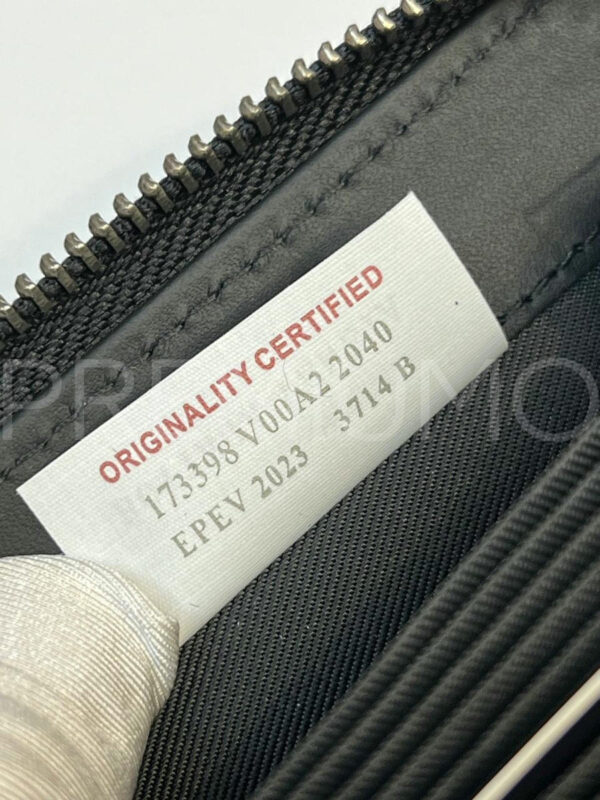 ORIGINALITY CERTIFIED
173398 V00A2 2040
EPEV 2023 3714 B